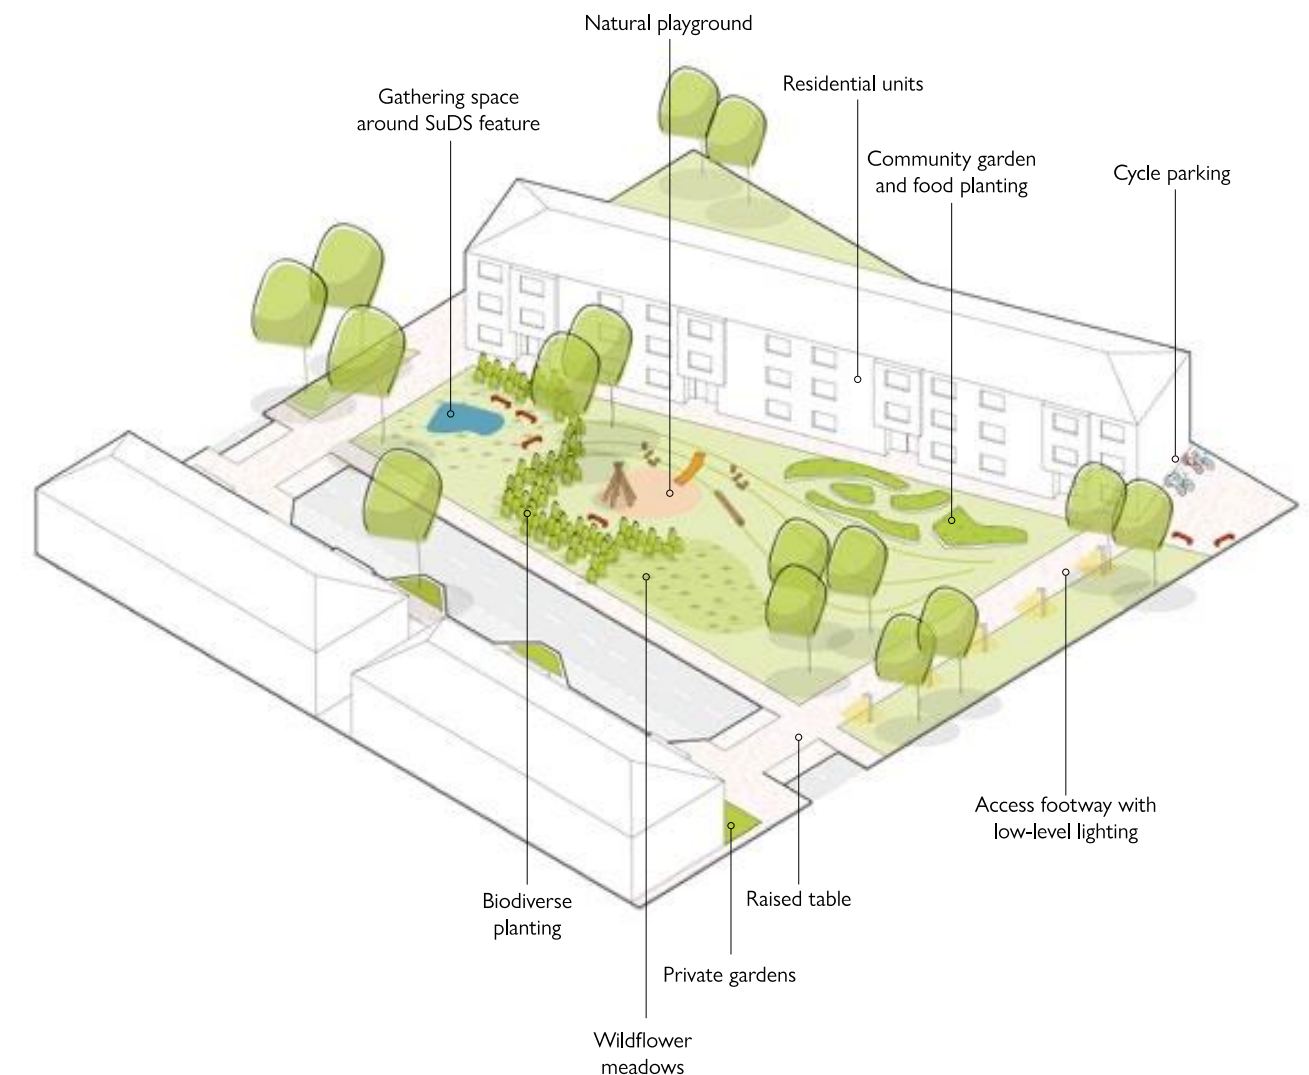 Natural playground
Residential units
Gathering space
around SuDS feature
Community garden
and food planting
Cycle parking
Access footway with
low-level lighting
Raised table
Biodiverse
planting
Private gardens
Wildflower
meadows